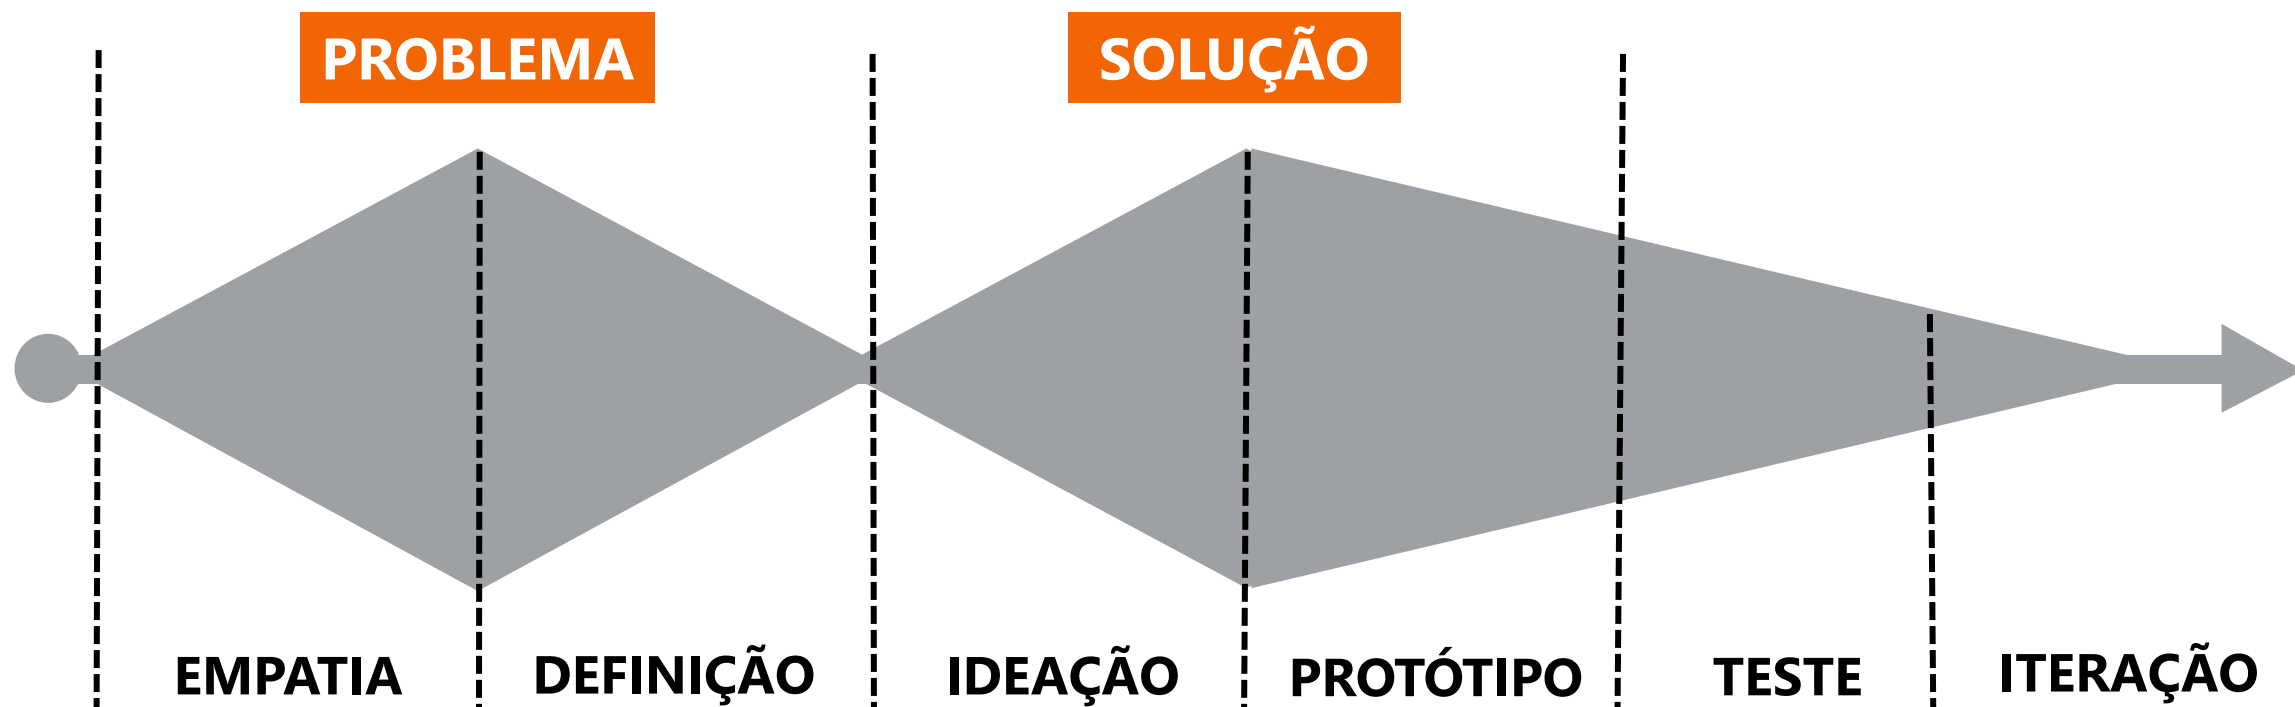 PROBLEMA
SOLUÇÃO
EMPATIA
DEFINIÇÃO
IDEAÇÃO
PROTÓTIPO
TESTE
ITERAÇÃO